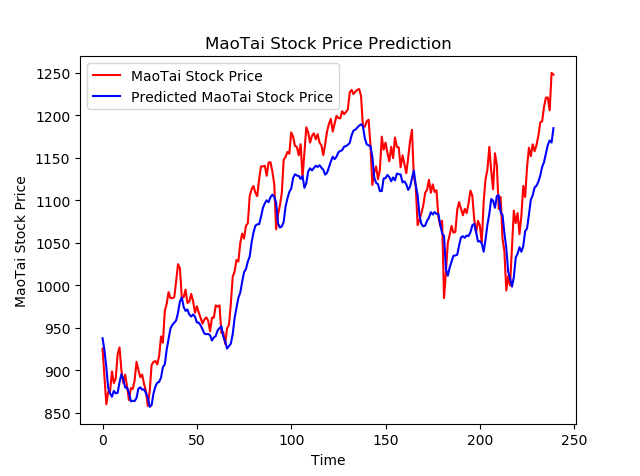 MaoTai Stock Price Prediction
MaoTai Stock Price
Predicted MaoTai Stock Price
1250
1200
1150
1100
1050
1000
950
900
850
MaoTai Stock Price
0 50 100 150 200 250
Time